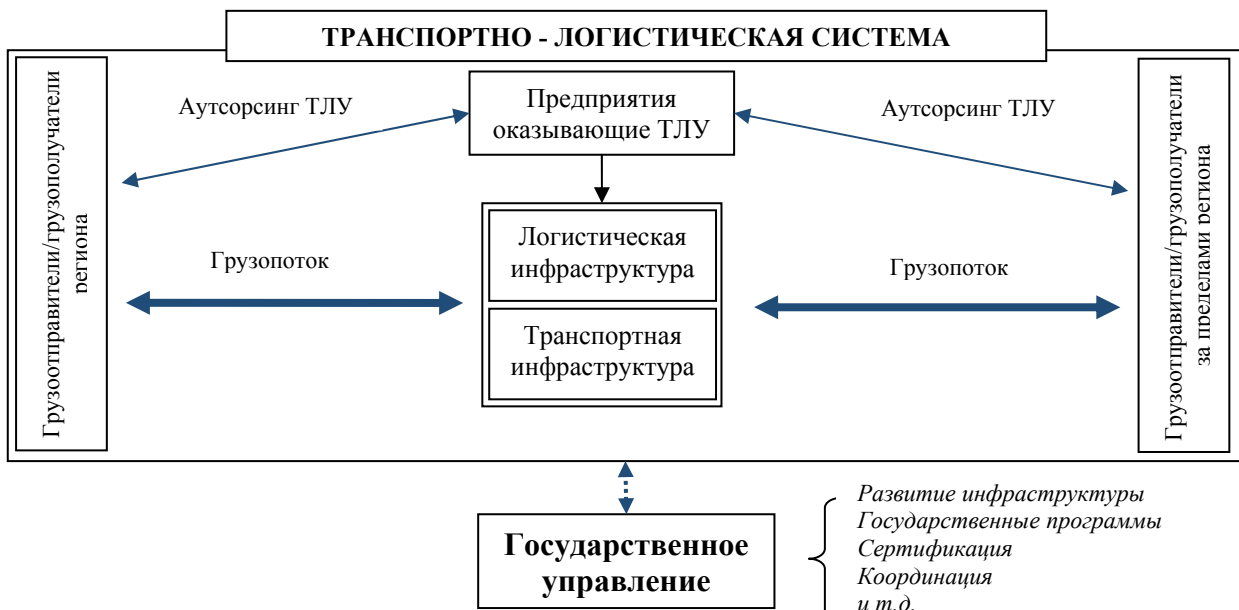 ТРАНСПОРТНО - ЛОГИСТИЧЕСКАЯ СИСТЕМА
Грузоотправители/грузополучатели
региона
Аутсорсинг ТЛУ
Предприятия
оказывающие ТЛУ
Аутсорсинг ТЛУ
Грузоотправители/грузополучатели
за пределами региона
Грузопоток
Логистическая
инфраструктура
Грузопоток
Транспортная
инфраструктура
Государственное
управление
Развитие инфраструктуры
Государственные программы
Сертификация
Координация
и т.д.